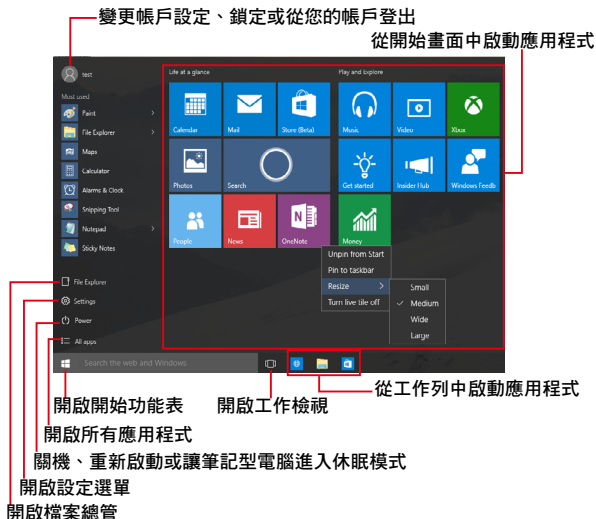 變更帳戶設定、鎖定或從您的帳戶登出
從開始畫面中啟動應用程式
test
Life at a glance
Play and Explore
Most used
Paint
File Explorer
Maps
Calculator
Alarms & Clock
Snipping Tool
Notepad
Sticky Notes
Calendar
Mail
Store (Beta)
Music
Video
Xbox
Photos
Search
Get started
Insider Hub
Windows Feedb
People
News
OneNote
Money
Unpin from Start
Pin to taskbar
Resize
Turn live tile off
Small
Medium
Wide
Large
File Explorer
Settings
Power
All apps
Search the web and Windows
從工作列中啟動應用程式
開啟開始功能表
開啟工作檢視
開啟所有應用程式
關機、重新啟動或讓筆記型電腦進入休眠模式
開啟設定選單
開啟檔案總管